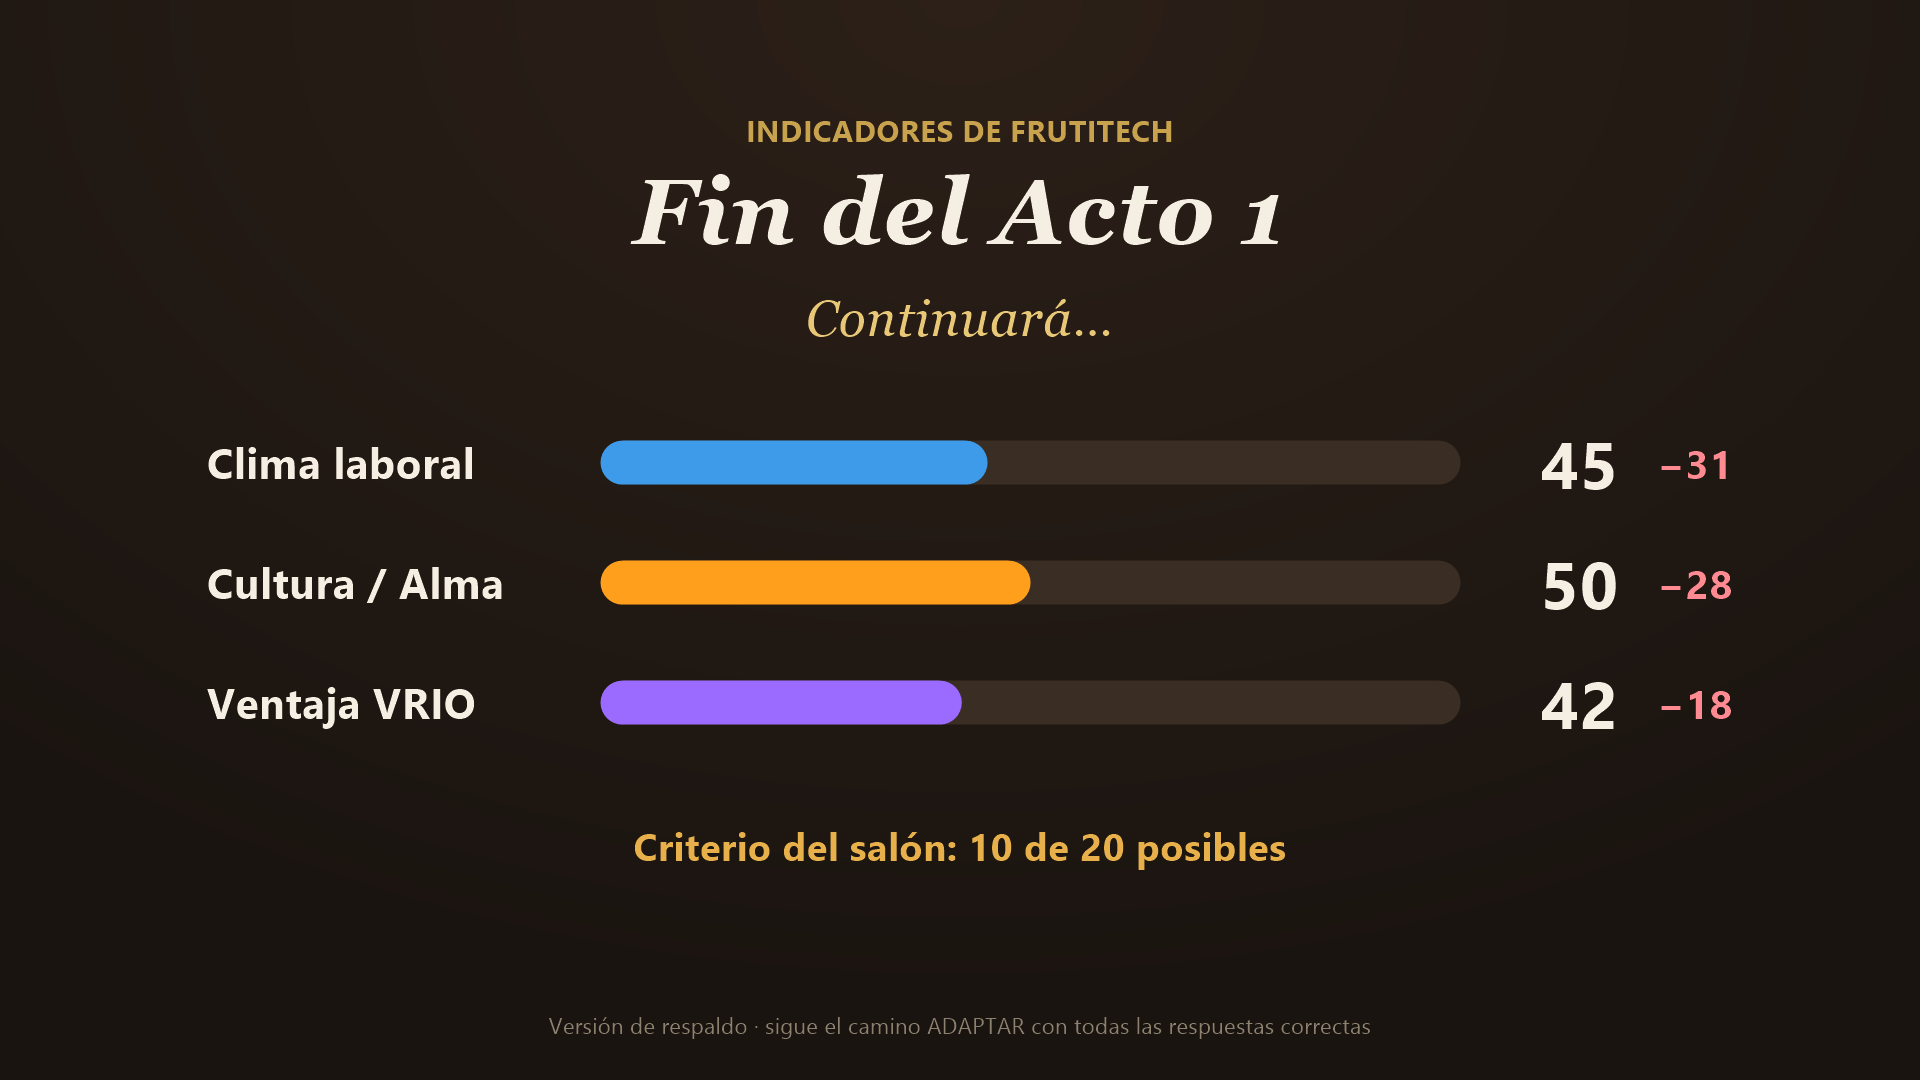 INDICADORES DE FRUTITECH
Fin del Acto 1
Continuará...
Clima laboral 45 −31
Cultura / Alma 50 −28
Ventaja VRIO 42 −18
Criterio del salón: 10 de 20 posibles
Versión de respaldo · sigue el camino ADAPTAR con todas las respuestas correctas